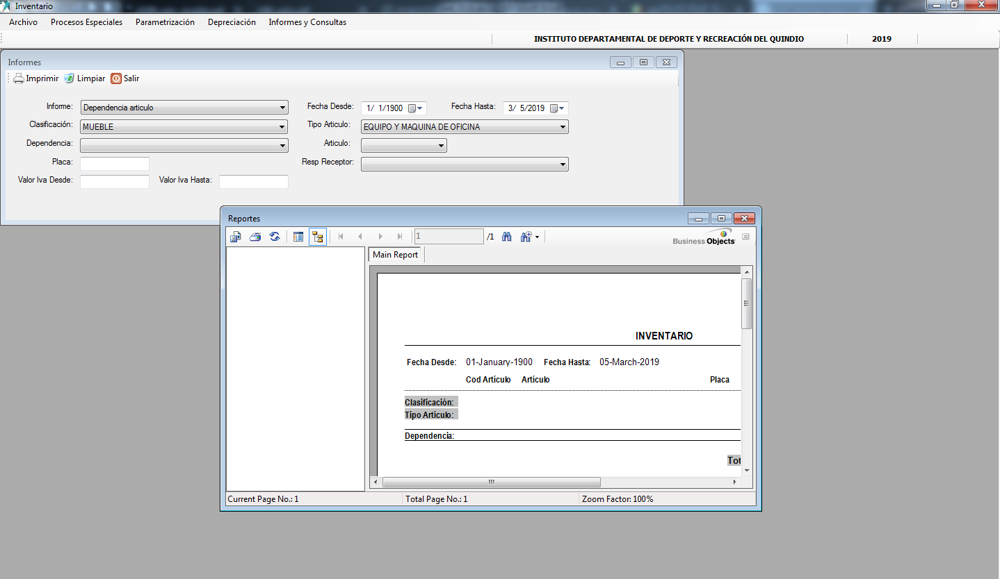 Inventario
Archivo Procesos Especiales Parametrización Depreciación Informes y Consultas
INSTITUTO DEPARTAMENTAL DE DEPORTE Y RECREACIÓN DEL QUINDIO 2019
Informes
Imprimir Limpiar Salir
Informe: Dependencia articulo Fecha Desde: 1/ 1/1900 Fecha Hasta: 3/ 5/2019
Clasificación: MUEBLE Tipo Articulo: EQUIPO Y MAQUINA DE OFICINA
Dependencia: Articulo:
Placa: Resp Receptor:
Valor Iva Desde: Valor Iva Hasta:
Reportes
1 /1 Business Objects
Main Report
INVENTARIO
Fecha Desde: 01-January-1900 Fecha Hasta: 05-March-2019
Cod Artículo Artículo Placa
Clasificación:
Tipo Artículo:
Dependencia:
Tot
Current Page No.: 1 Total Page No.: 1 Zoom Factor: 100%